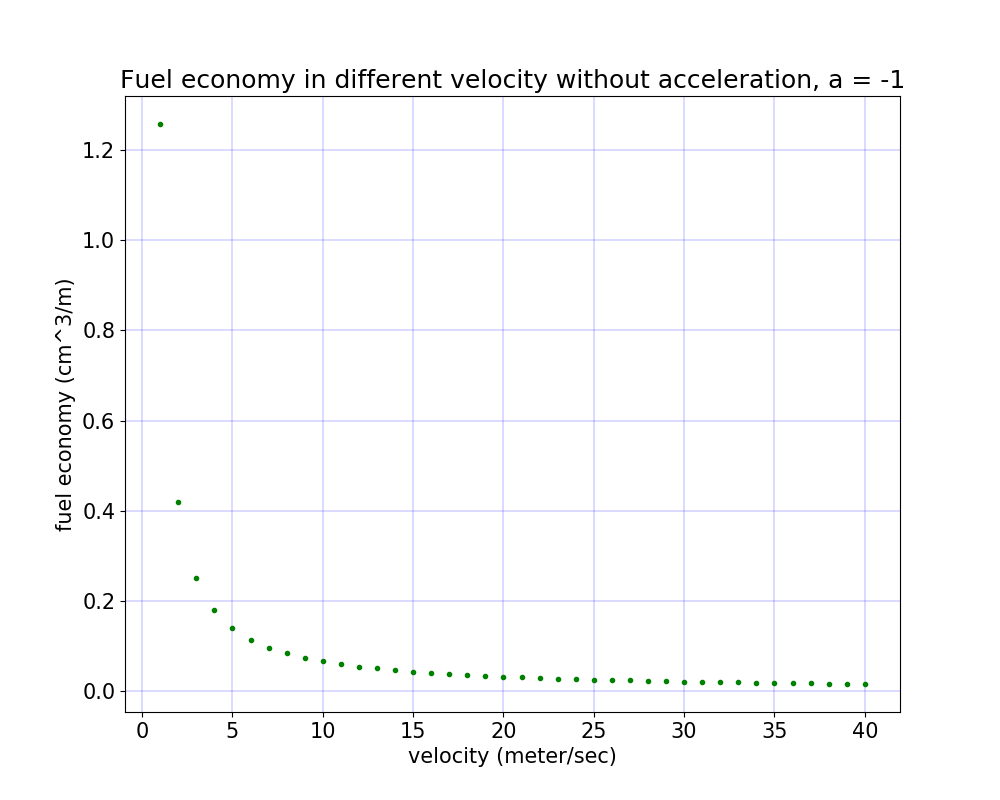 Fuel economy in different velocity without acceleration, a = -1
1.2
1.0
0.8
0.6
0.4
0.2
0.0
fuel economy (cm^3/m)
0 5 10 15 20 25 30 35 40
velocity (meter/sec)